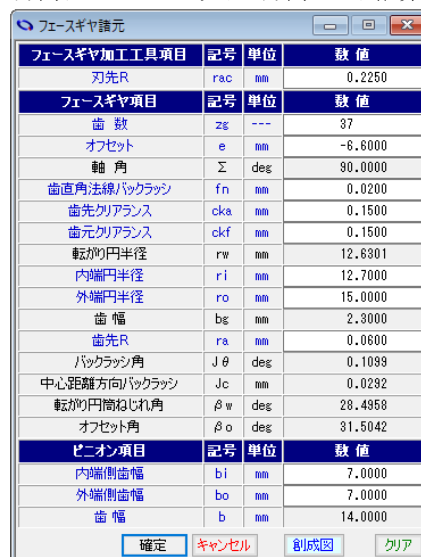 フェースギヤ諸元
フェースギヤ加工工具項目 記号 単位 数値
刃先R rac mm 0.2250
フェースギヤ項目 記号 単位 数値
歯数 zg --- 37
オフセット e mm -6.6000
軸角 Σ deg 90.0000
歯直角法線バックラッシ fn mm 0.0200
歯先クリアランス cka mm 0.1500
歯元クリアランス ckf mm 0.1500
転がり円半径 rw mm 12.6301
内端円半径 ri mm 12.7000
外端円半径 ro mm 15.0000
歯幅 bg mm 2.3000
歯先R ra mm 0.0600
バックラッシ角 Jθ deg 0.1099
中心距離方向バックラッシ Jc mm 0.0292
転がり円筒ねじれ角 βw deg 28.4958
オフセット角 βo deg 31.5042
ピニオン項目 記号 単位 数値
内端側歯幅 bi mm 7.0000
外端側歯幅 bo mm 7.0000
歯幅 b mm 14.0000
確定 キャンセル 創成図 クリア